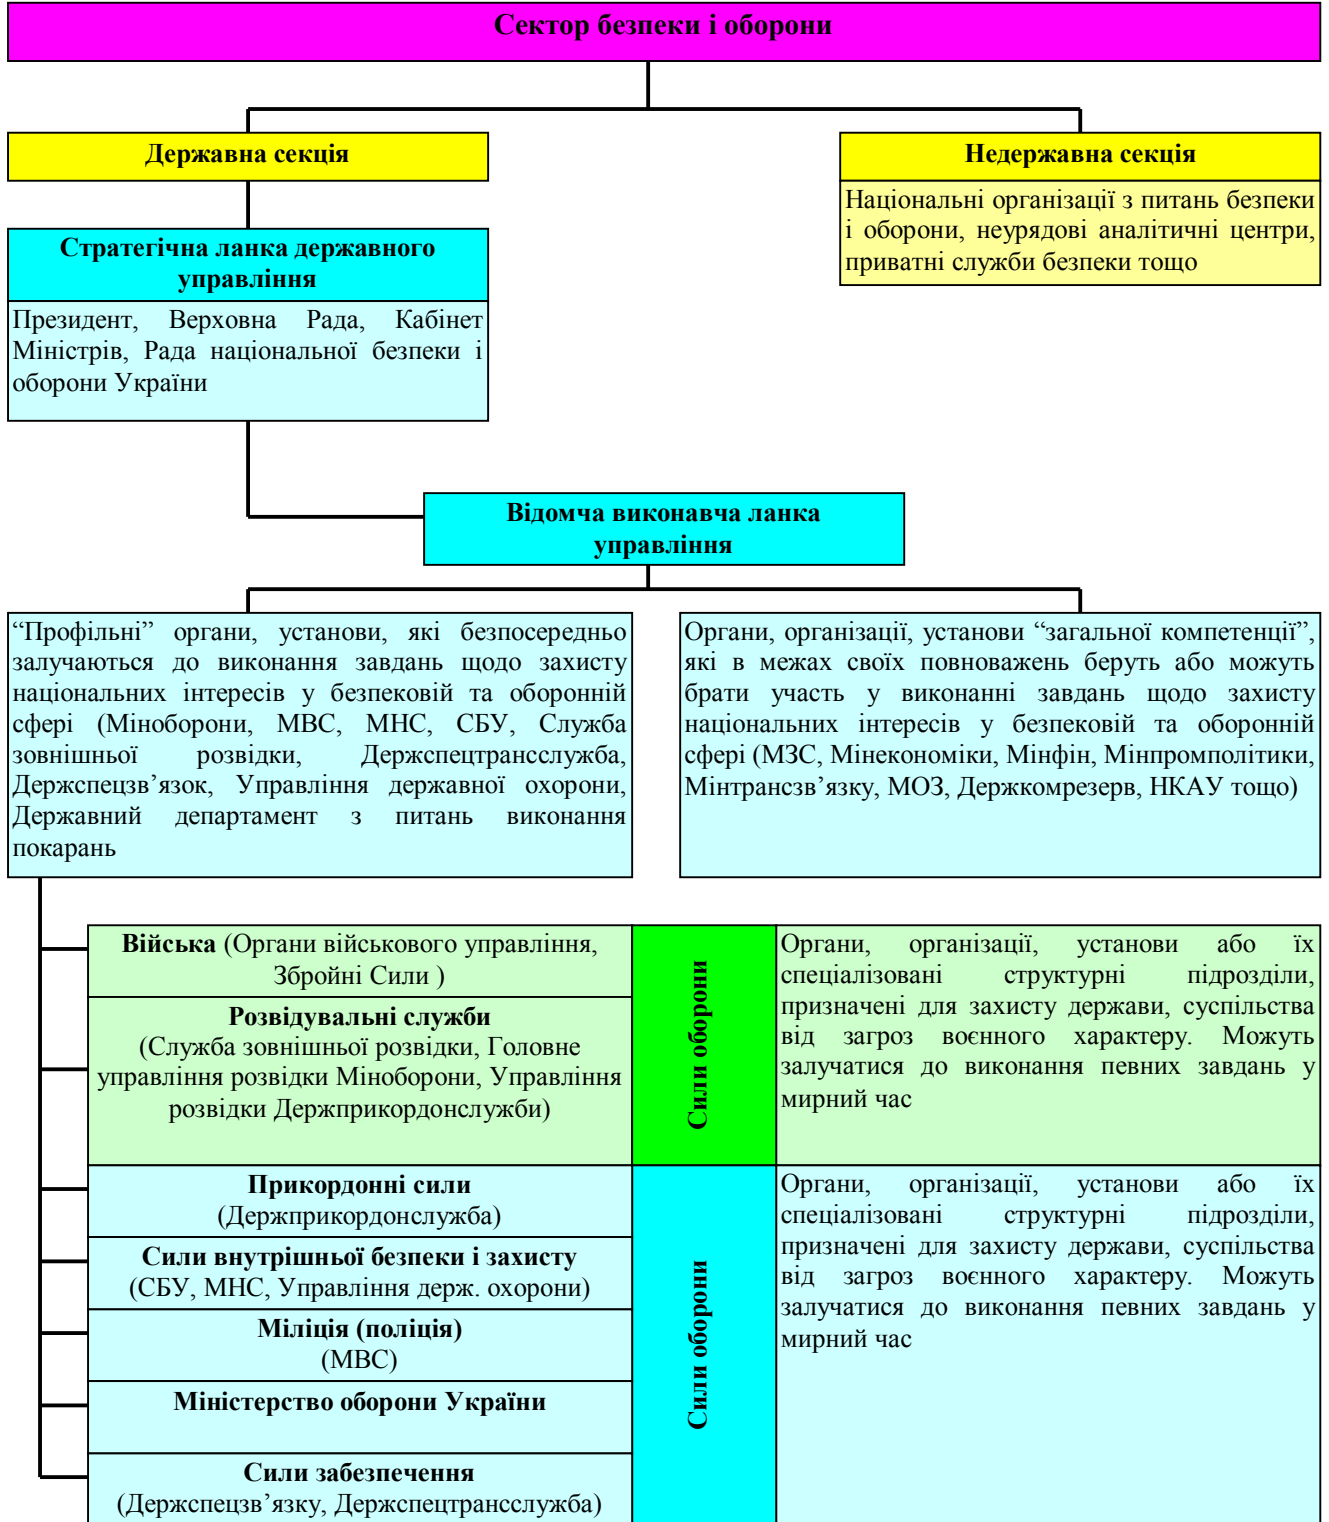 Сектор безпеки і оборони
Державна секція
Недержавна секція
Національні організації з питань безпеки
і оборони, неурядові аналітичні центри,
приватні служби безпеки тощо
Стратегічна ланка державного
управління
Президент, Верховна Рада, Кабінет
Міністрів, Рада національної безпеки і
оборони України
Відомча виконавча ланка
управління
“Профільні” органи, установи, які безпосередньо
залучаються до виконання завдань щодо захисту
національних інтересів у безпековій та оборонній
сфері (Міноборони, МВС, МНС, СБУ, Служба
зовнішньої розвідки, Держспецтрансслужба,
Держспецзв’язок, Управління державної охорони,
Державний департамент з питань виконання
покарань
Органи, організації, установи “загальної компетенції”,
які в межах своїх повноважень беруть або можуть
брати участь у виконанні завдань щодо захисту
національних інтересів у безпековій та оборонній
сфері (МЗС, Мінекономіки, Мінфін, Мінпромполітики,
Мінтрансзв’язку, МОЗ, Держкомрезерв, НКАУ тощо)
Війська (Органи військового управління,
Збройні Сили )
Розвідувальні служби
(Служба зовнішньої розвідки, Головне
управління розвідки Міноборони, Управління
розвідки Держприкордонслужби)
Сили оборони
Органи, організації, установи або їх
спеціалізовані структурні підрозділи,
призначені для захисту держави, суспільства
від загроз воєнного характеру. Можуть
залучатися до виконання певних завдань у
мирний час
Прикордонні сили
(Держприкордонслужба)
Сили внутрішньої безпеки і захисту
(СБУ, МНС, Управління держ. охорони)
Міліція (поліція)
(МВС)
Міністерство оборони України
Сили забезпечення
(Держспецзв’язку, Держспецтрансслужба)
Сили оборони
Органи, організації, установи або їх
спеціалізовані структурні підрозділи,
призначені для захисту держави, суспільства
від загроз воєнного характеру. Можуть
залучатися до виконання певних завдань у
мирний час